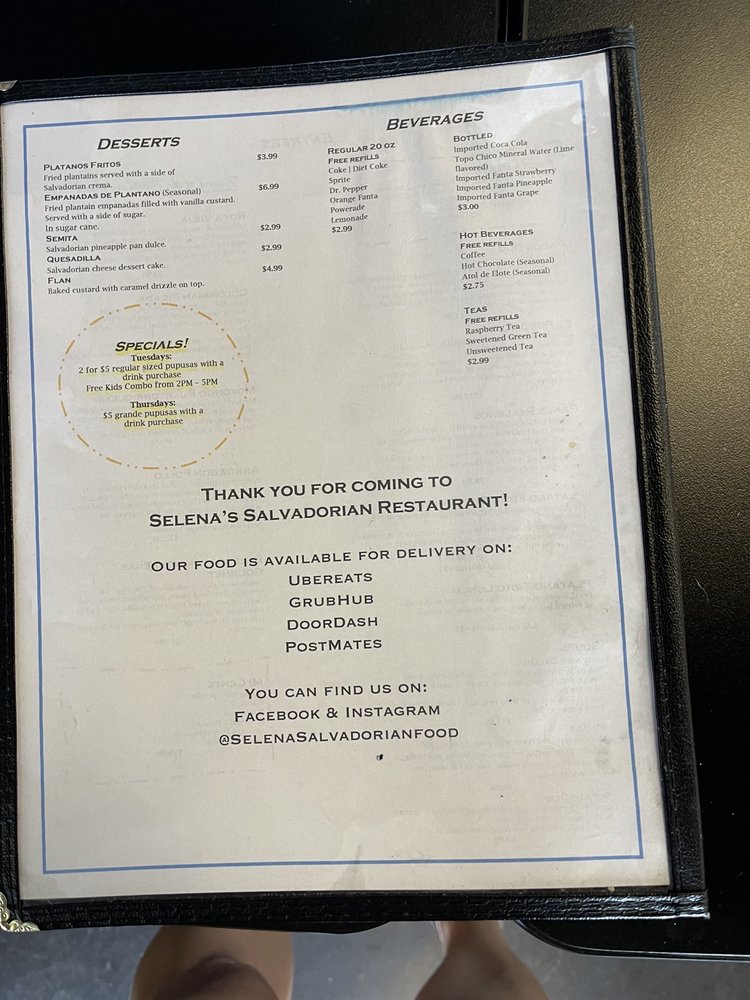 DESSERTS
PLATANOS FRITOS $3.99
Fried plantains served with a side of
Salvadorian crema.
EMPANADAS DE PLANTANO (Seasonal) $6.99
Fried plantain empanadas filled with vanilla custard.
Served with a side of sugar.
In sugar cane.
SEMITA $2.99
Salvadorian pineapple pan dulce.
QUESADILLA $2.99
Salvadorian cheese dessert cake.
FLAN $4.99
Baked custard with caramel drizzle on top.
BEVERAGES
REGULAR 20 OZ
FREE REFILLS
Coke | Diet Coke
Sprite
Dr. Pepper
Orange Fanta
Powerade
Lemonade
$2.99
BOTTLED
Imported Coca Cola
Topo Chico Mineral Water (Lime
flavored)
Imported Fanta Strawberry
Imported Fanta Pineapple
Imported Fanta Grape
$3.00
HOT BEVERAGES
FREE REFILLS
Coffee
Hot Chocolate (Seasonal)
Atol de Elote (Seasonal)
$2.75
TEAS
FREE REFILLS
Raspberry Tea
Sweetened Green Tea
Unsweetened Tea
$2.99
SPECIALS!
Tuesdays:
2 for $5 regular sized pupusas with a
drink purchase
Free Kids Combo from 2PM - 5PM
Thursdays:
$5 grande pupusas with a
drink purchase
THANK YOU FOR COMING TO
SELENA'S SALVADORIAN RESTAURANT!
OUR FOOD IS AVAILABLE FOR DELIVERY ON:
UBEREATS
GRUBHUB
DOORDASH
POSTMATES
YOU CAN FIND US ON:
FACEBOOK & INSTAGRAM
@SELENASALVADORIANFOOD